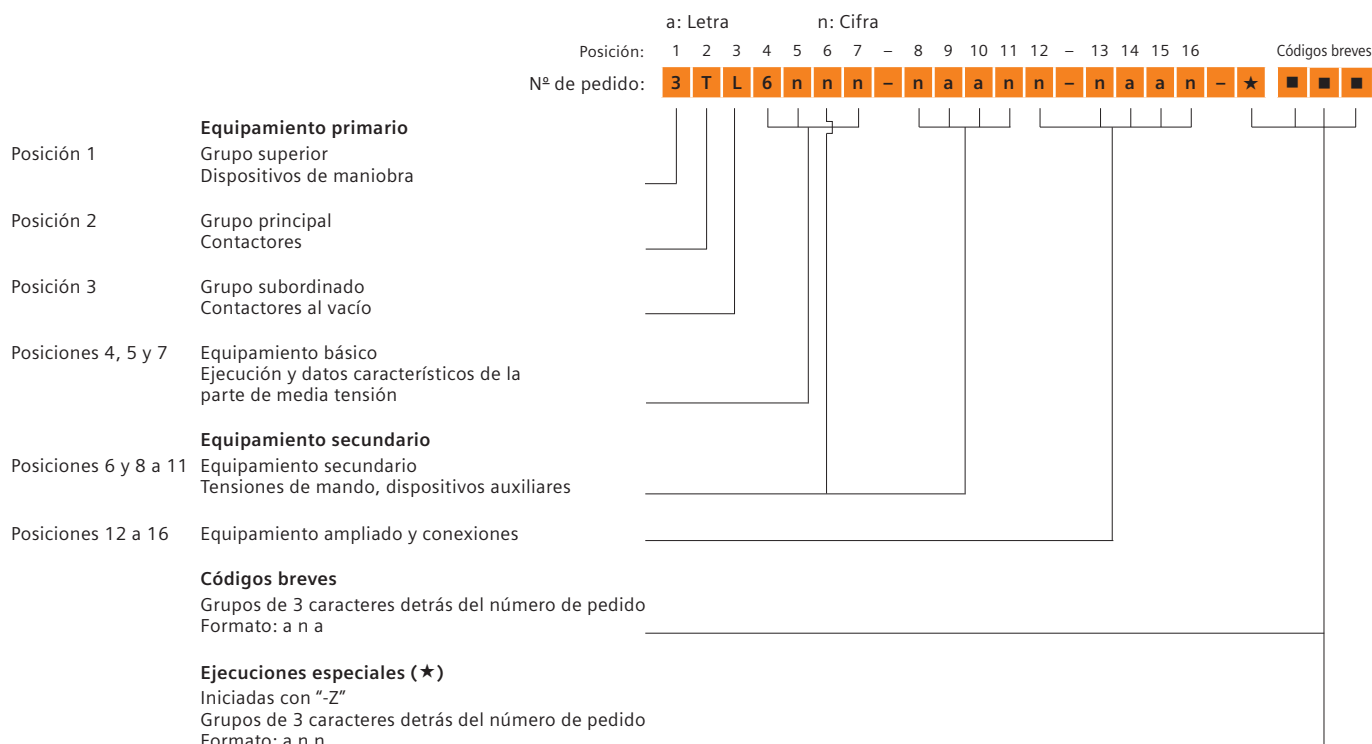 a: Letra n: Cifra
Posición: 1 2 3 4 5 6 7 – 8 9 10 11 12 – 13 14 15 16 Códigos breves
Nº de pedido: 3 T L 6 n n n – n a a n n – n a a n – ★ ■ ■ ■
Equipamiento primario
Posición 1 Grupo superior
Dispositivos de maniobra
Posición 2 Grupo principal
Contactores
Posición 3 Grupo subordinado
Contactores al vacío
Posiciones 4, 5 y 7 Equipamiento básico
Ejecución y datos característicos de la
parte de media tensión
Equipamiento secundario
Posiciones 6 y 8 a 11 Equipamiento secundario
Tensiones de mando, dispositivos auxiliares
Posiciones 12 a 16 Equipamiento ampliado y conexiones
Códigos breves
Grupos de 3 caracteres detrás del número de pedido
Formato: a n a
Ejecuciones especiales (★)
Iniciadas con “-Z”
Grupos de 3 caracteres detrás del número de pedido
Formato: a n n